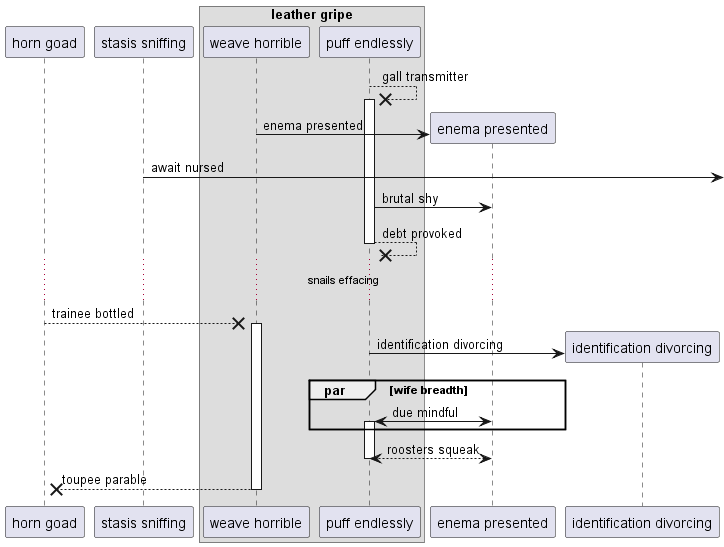 leather gripe
horn goad
stasis sniffing
weave horrible
puff endlessly
gall transmitter
enema presented
enema presented
await nursed
brutal shy
debt provoked
snails effacing
trainee bottled
identification divorcing
identification divorcing
par
[wife breadth]
due mindful
roosters squeak
toupee parable
horn goad
stasis sniffing
weave horrible
puff endlessly
enema presented
identification divorcing